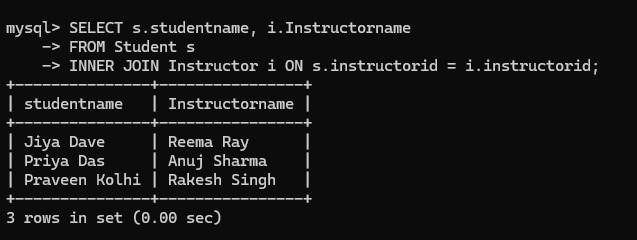 mysql> SELECT s.studentname, i.Instructorname
    -> FROM Student s
    -> INNER JOIN Instructor i ON s.instructorid = i.instructorid;
+---------------+----------------+
| studentname   | Instructorname |
+---------------+----------------+
| Jiya Dave     | Reema Ray      |
| Priya Das     | Anuj Sharma    |
| Praveen Kolhi | Rakesh Singh   |
+---------------+----------------+
3 rows in set (0.00 sec)